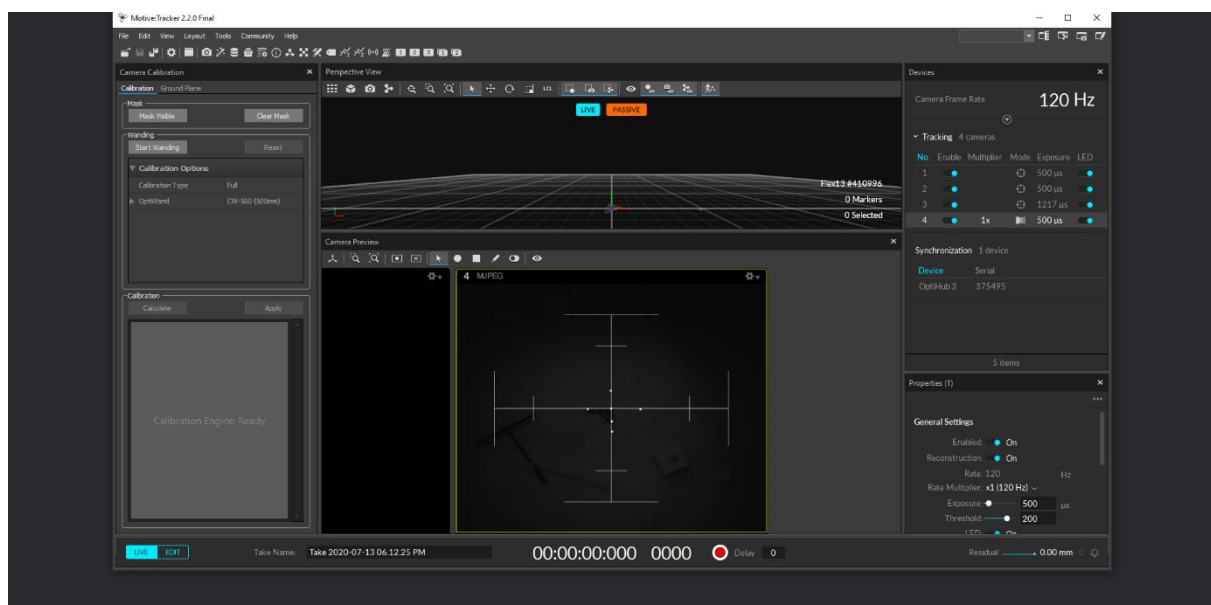 Motive:Tracker 2.2.0 Final
File Edit View Layout Tools Community Help
Camera Calibration
Calibration Ground Plane
Mask
Mask Visible Clear Mask
Wanding
Start Wanding Reset
Calibration Options
Calibration Type Full
OptiWand CW-500 (500mm)
Calibration
Calculate Apply
Calibration Engine: Ready
Perspective View
LCL
LIVE PASSIVE
Flex13 #410996
0 Markers
0 Selected
Camera Preview
4 MJPEG
Devices
Camera Frame Rate 120 Hz
Tracking 4 cameras
No. Enable Multiplier Mode Exposure LED
1 - 500 µs
2 - 500 µs
3 - 1217 µs
4 1x 500 µs
Synchronization 1 device
Device Serial
OptiHub 2 375495
5 items
Properties (1)
General Settings
Enabled: On
Reconstruction: On
Rate: 120 Hz
Rate Multiplier: x1 (120 Hz)
Exposure: 500 µs
Threshold: 200
LED: On
LIVE EDIT Take Name: Take 2020-07-13 06.12.25 PM 00:00:00:000 0000 Delay 0 Residual 0.00 mm